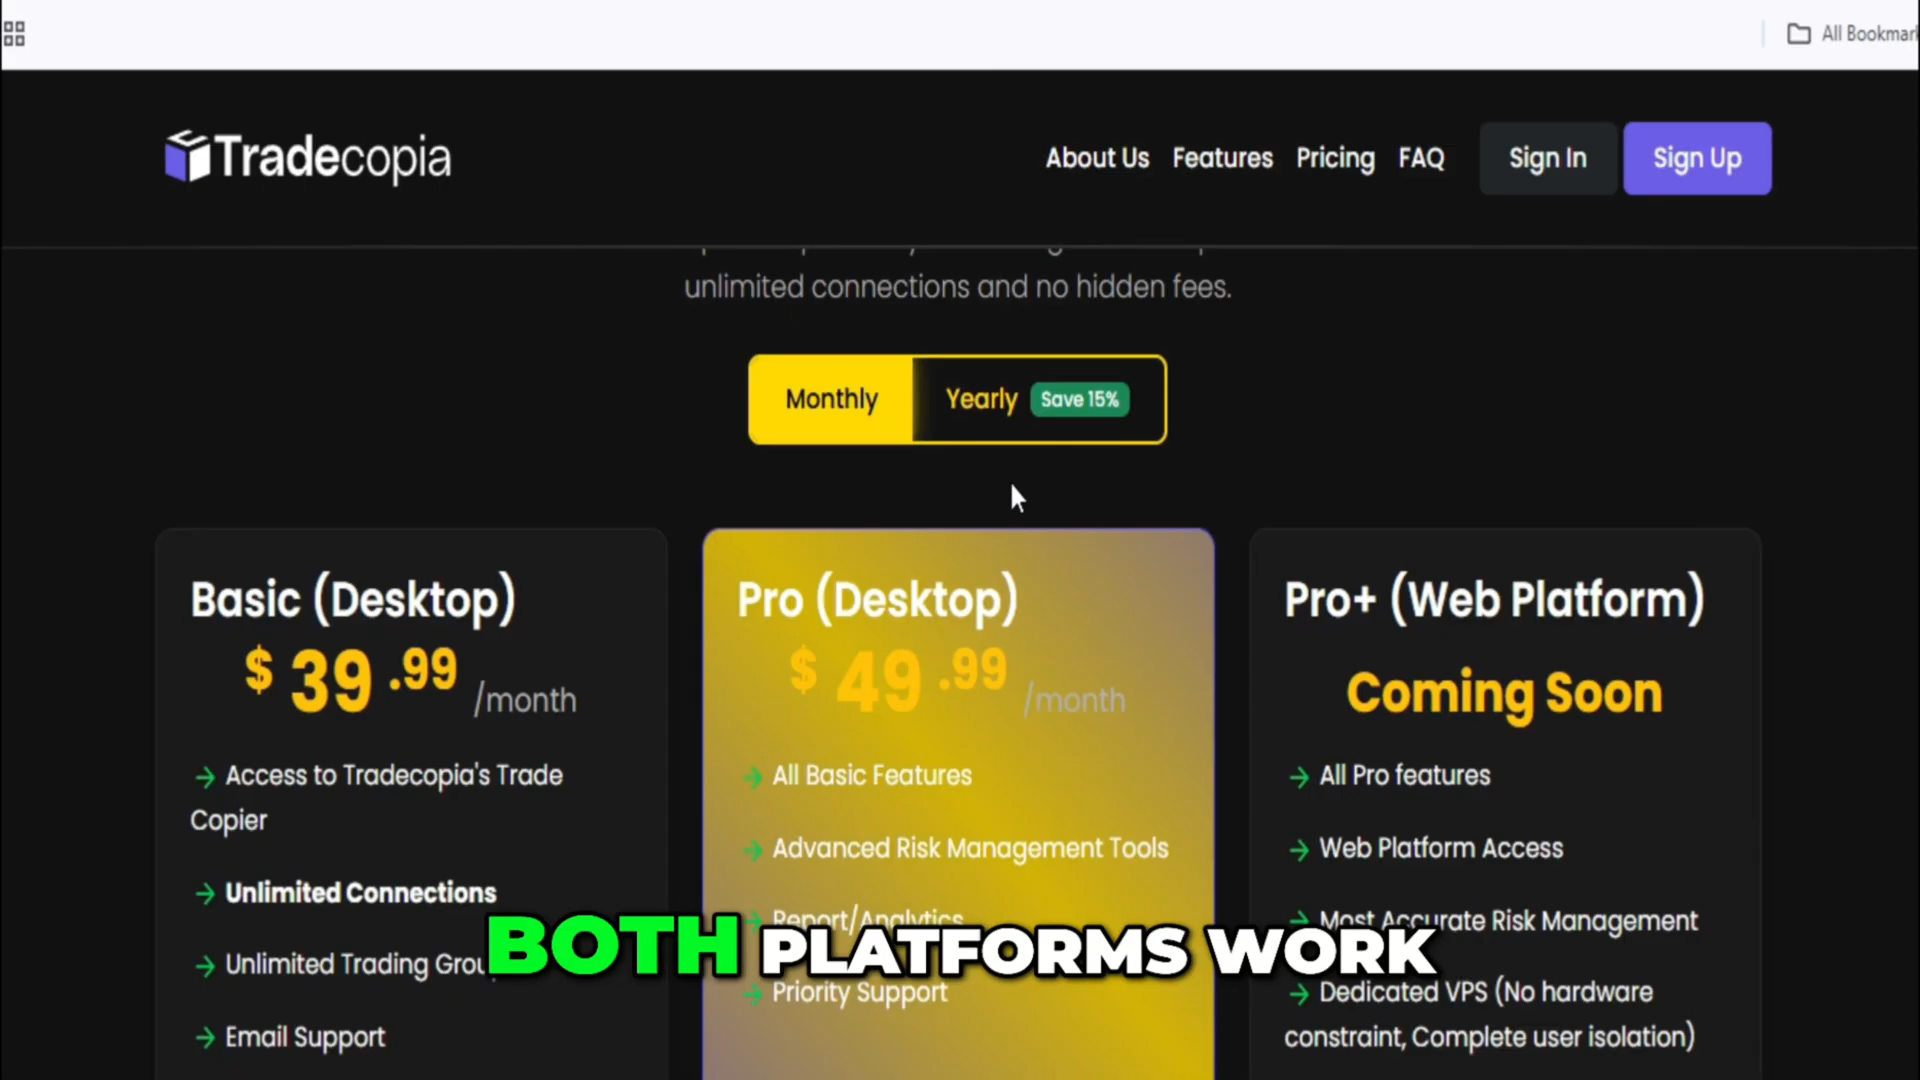 All Bookmar
Tradecopia
About Us Features Pricing FAQ Sign In Sign Up
unlimited connections and no hidden fees.
Monthly Yearly Save 15%
Basic (Desktop)
$ 39 .99 /month
→ Access to Tradecopia's Trade
Copier
→ Unlimited Connections
→ Unlimited Trading Grou
→ Email Support
Pro (Desktop)
$ 49 .99 /month
→ All Basic Features
→ Advanced Risk Management Tools
→ Report/Analytics
→ Priority Support
Pro+ (Web Platform)
Coming Soon
→ All Pro features
→ Web Platform Access
→ Most Accurate Risk Management
→ Dedicated VPS (No hardware
constraint, Complete user isolation)
BOTH PLATFORMS WORK